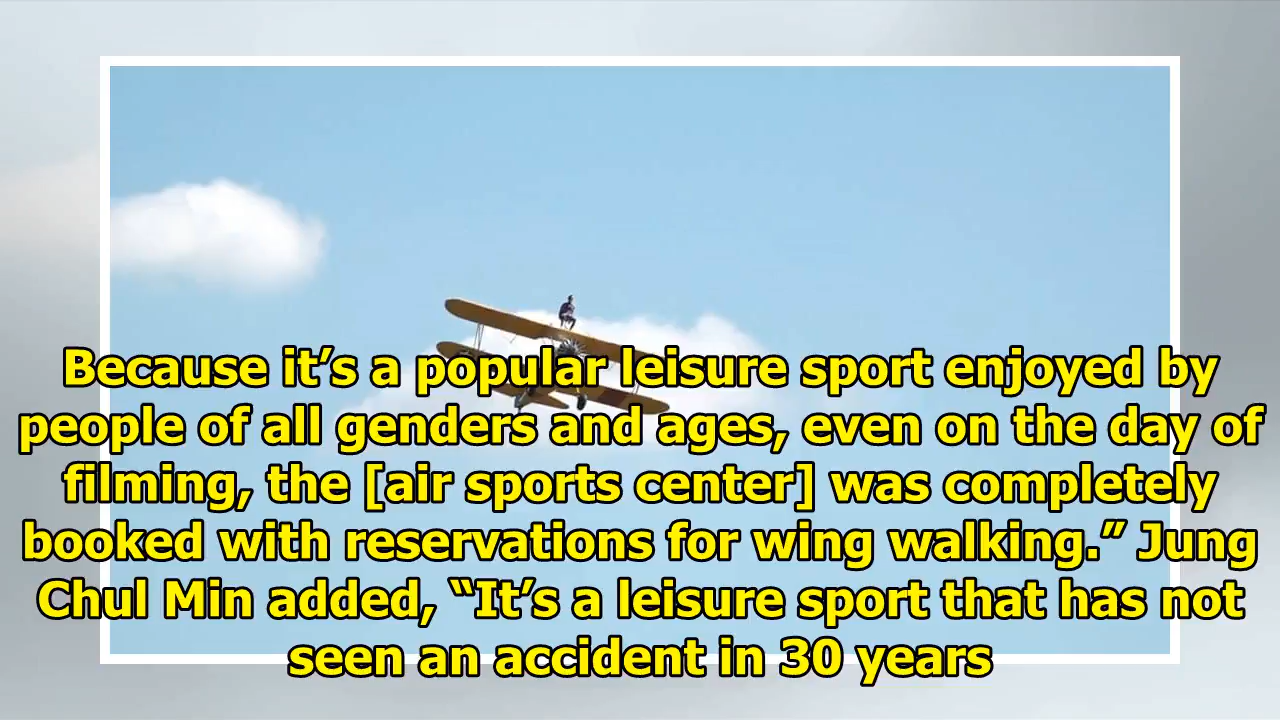 Because it’s a popular leisure sport enjoyed by
people of all genders and ages, even on the day of
filming, the [air sports center] was completely
booked with reservations for wing walking.” Jung
Chul Min added, “It’s a leisure sport that has not
seen an accident in 30 years